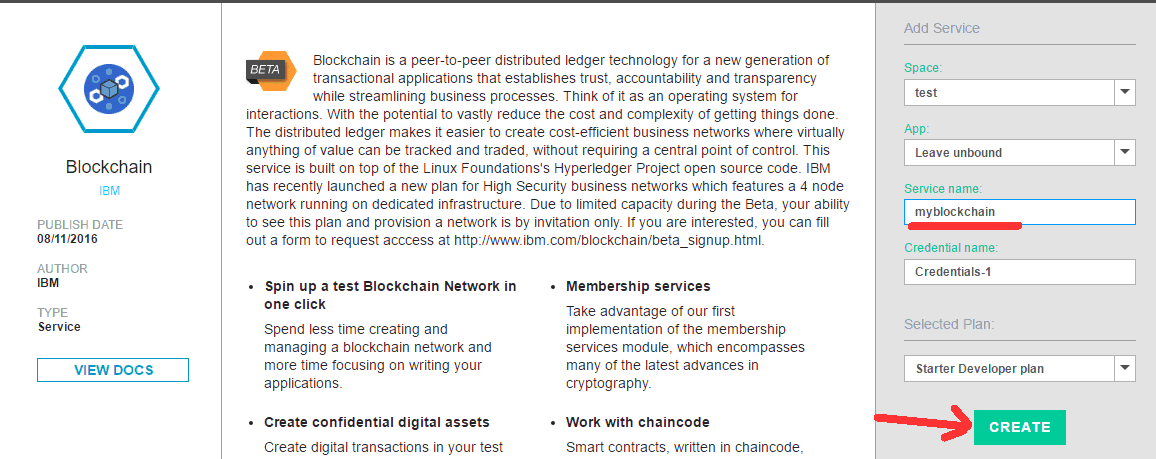 Blockchain
IBM
PUBLISH DATE
08/11/2016
AUTHOR
IBM
TYPE
Service
VIEW DOCS
BETA
Blockchain is a peer-to-peer distributed ledger technology for a new generation of
transactional applications that establishes trust, accountability and transparency
while streamlining business processes. Think of it as an operating system for
interactions. With the potential to vastly reduce the cost and complexity of getting things done.
The distributed ledger makes it easier to create cost-efficient business networks where virtually
anything of value can be tracked and traded, without requiring a central point of control. This
service is built on top of the Linux Foundations's Hyperledger Project open source code. IBM
has recently launched a new plan for High Security business networks which features a 4 node
network running on dedicated infrastructure. Due to limited capacity during the Beta, your ability
to see this plan and provision a network is by invitation only. If you are interested, you can fill
out a form to request acccess at http://www.ibm.com/blockchain/beta_signup.html.
• Spin up a test Blockchain Network in
one click
Spend less time creating and
managing a blockchain network and
more time focusing on writing your
applications.
• Create confidential digital assets
Create digital transactions in your test
• Membership services
Take advantage of our first
implementation of the membership
services module, which encompasses
many of the latest advances in
cryptography.
• Work with chaincode
Smart contracts, written in chaincode,
Add Service
Space:
test
App:
Leave unbound
Service name:
myblockchain
Credential name:
Credentials-1
Selected Plan:
Starter Developer plan
CREATE